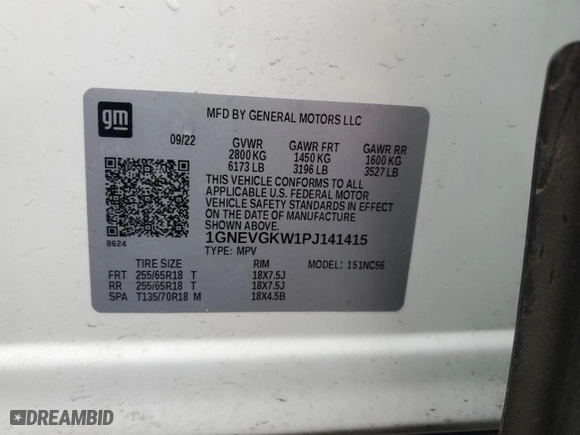 gm
MFD BY GENERAL MOTORS LLC
09/22 GVWR GAWR FRT GAWR RR
2800 KG 1450 KG 1600 KG
6173 LB 3196 LB 3527 LB
THIS VEHICLE CONFORMS TO ALL
APPLICABLE U.S. FEDERAL MOTOR
VEHICLE SAFETY STANDARDS IN EFFECT
ON THE DATE OF MANUFACTURE
SHOWN ABOVE.
8624 1GNEVGKW1PJ141415
TYPE: MPV
TIRE SIZE RIM MODEL: 151NC56
FRT 255/65R18 T 18X7.5J
RR 255/65R18 T 18X7.5J
SPA T135/70R18 M 18X4.5B
DREAMBID